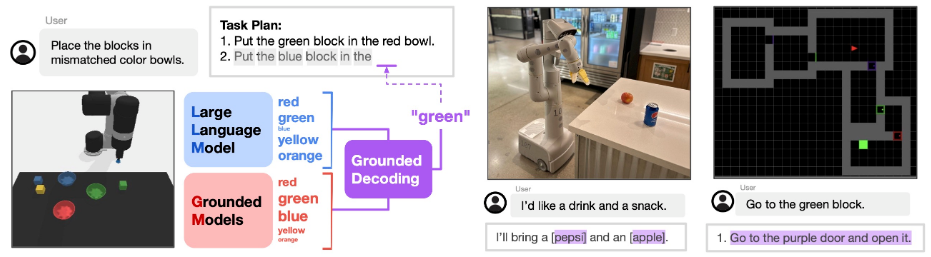 User
Place the blocks in
mismatched color bowls.
Task Plan:
1. Put the green block in the red bowl.
2. Put the blue block in the
Large
Language
Model
red
green
blue
yellow
orange
Grounded
Models
red
green
blue
yellow
orange
Grounded
Decoding
"green"
User
I'd like a drink and a snack.
I'll bring a [pepsi] and an [apple].
User
Go to the green block.
1. Go to the purple door and open it.